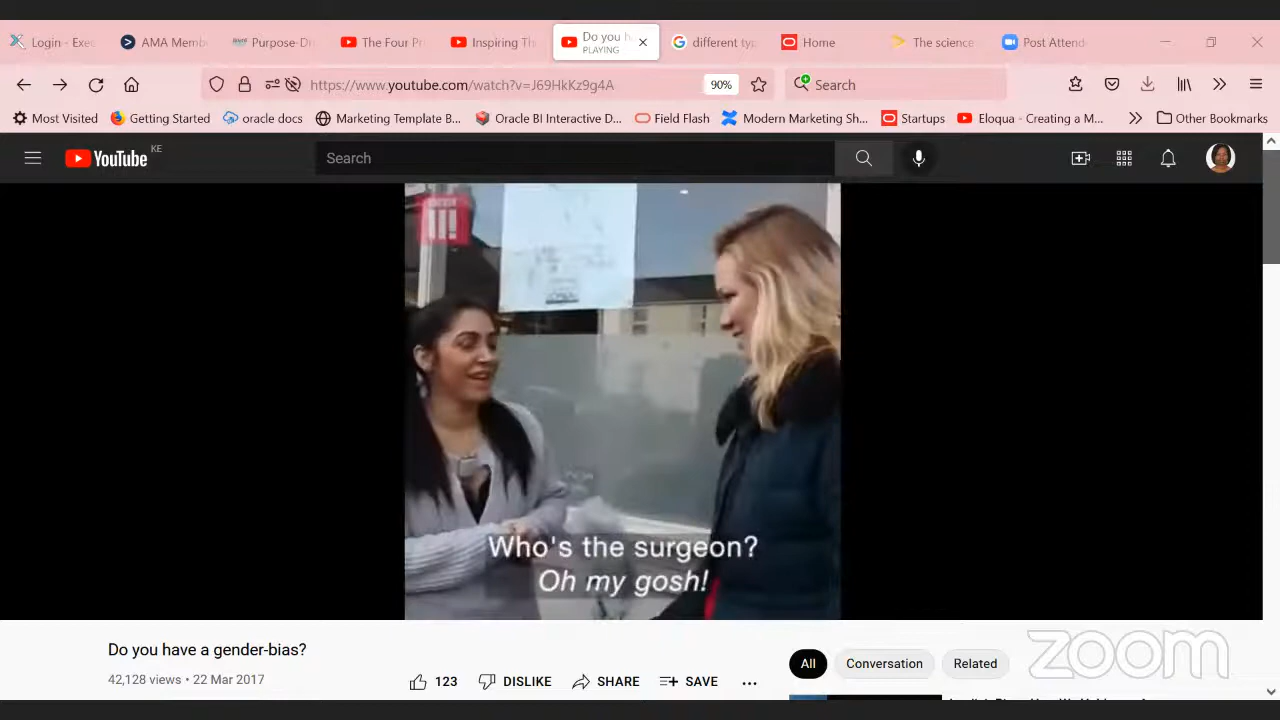 Login - Exec
AMA Memb
Purpose-Di
The Four Pr
Inspiring Th
Do you h
PLAYING
different typ
Home
The science
Post Attend
https://www.youtube.com/watch?v=J69HkKz9g4A
90%
Search
Most Visited
Getting Started
oracle docs
Marketing Template B...
Oracle BI Interactive D...
Field Flash
Modern Marketing Sh...
Startups
Eloqua - Creating a M...
Other Bookmarks
YouTube
KE
Search
Who's the surgeon?
Oh my gosh!
Do you have a gender-bias?
42,128 views • 22 Mar 2017
123
DISLIKE
SHARE
SAVE
All
Conversation
Related
zoom